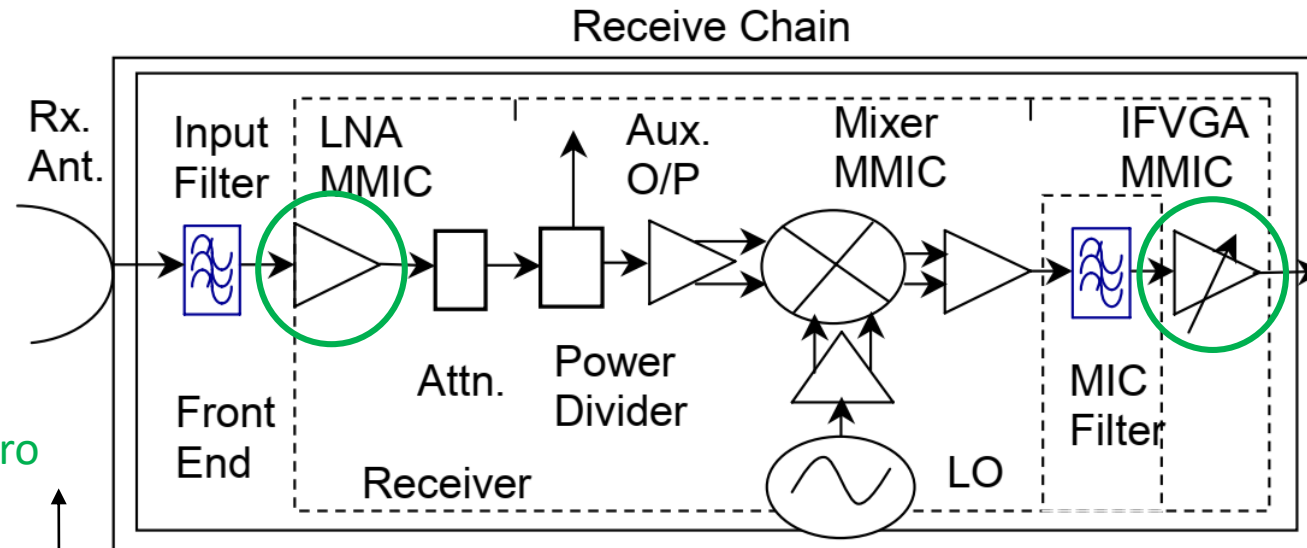 Receive Chain
Rx.
Ant.
Input
Filter
LNA
MMIC
Aux.
O/P
Mixer
MMIC
IFVGA
MMIC
Attn.
Power
Divider
MIC
Filter
Front
End
Receiver
LO
ro